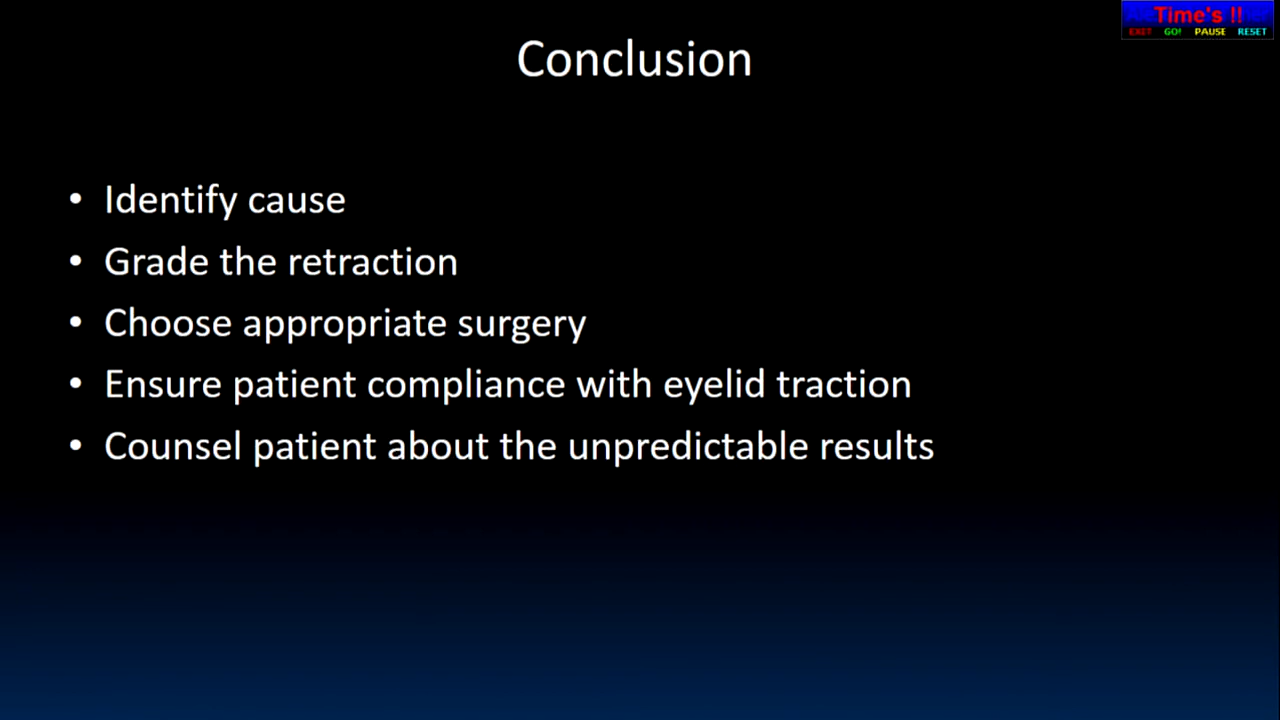 Time's !!
EXIT GO! PAUSE RESET
Conclusion
• Identify cause
• Grade the retraction
• Choose appropriate surgery
• Ensure patient compliance with eyelid traction
• Counsel patient about the unpredictable results